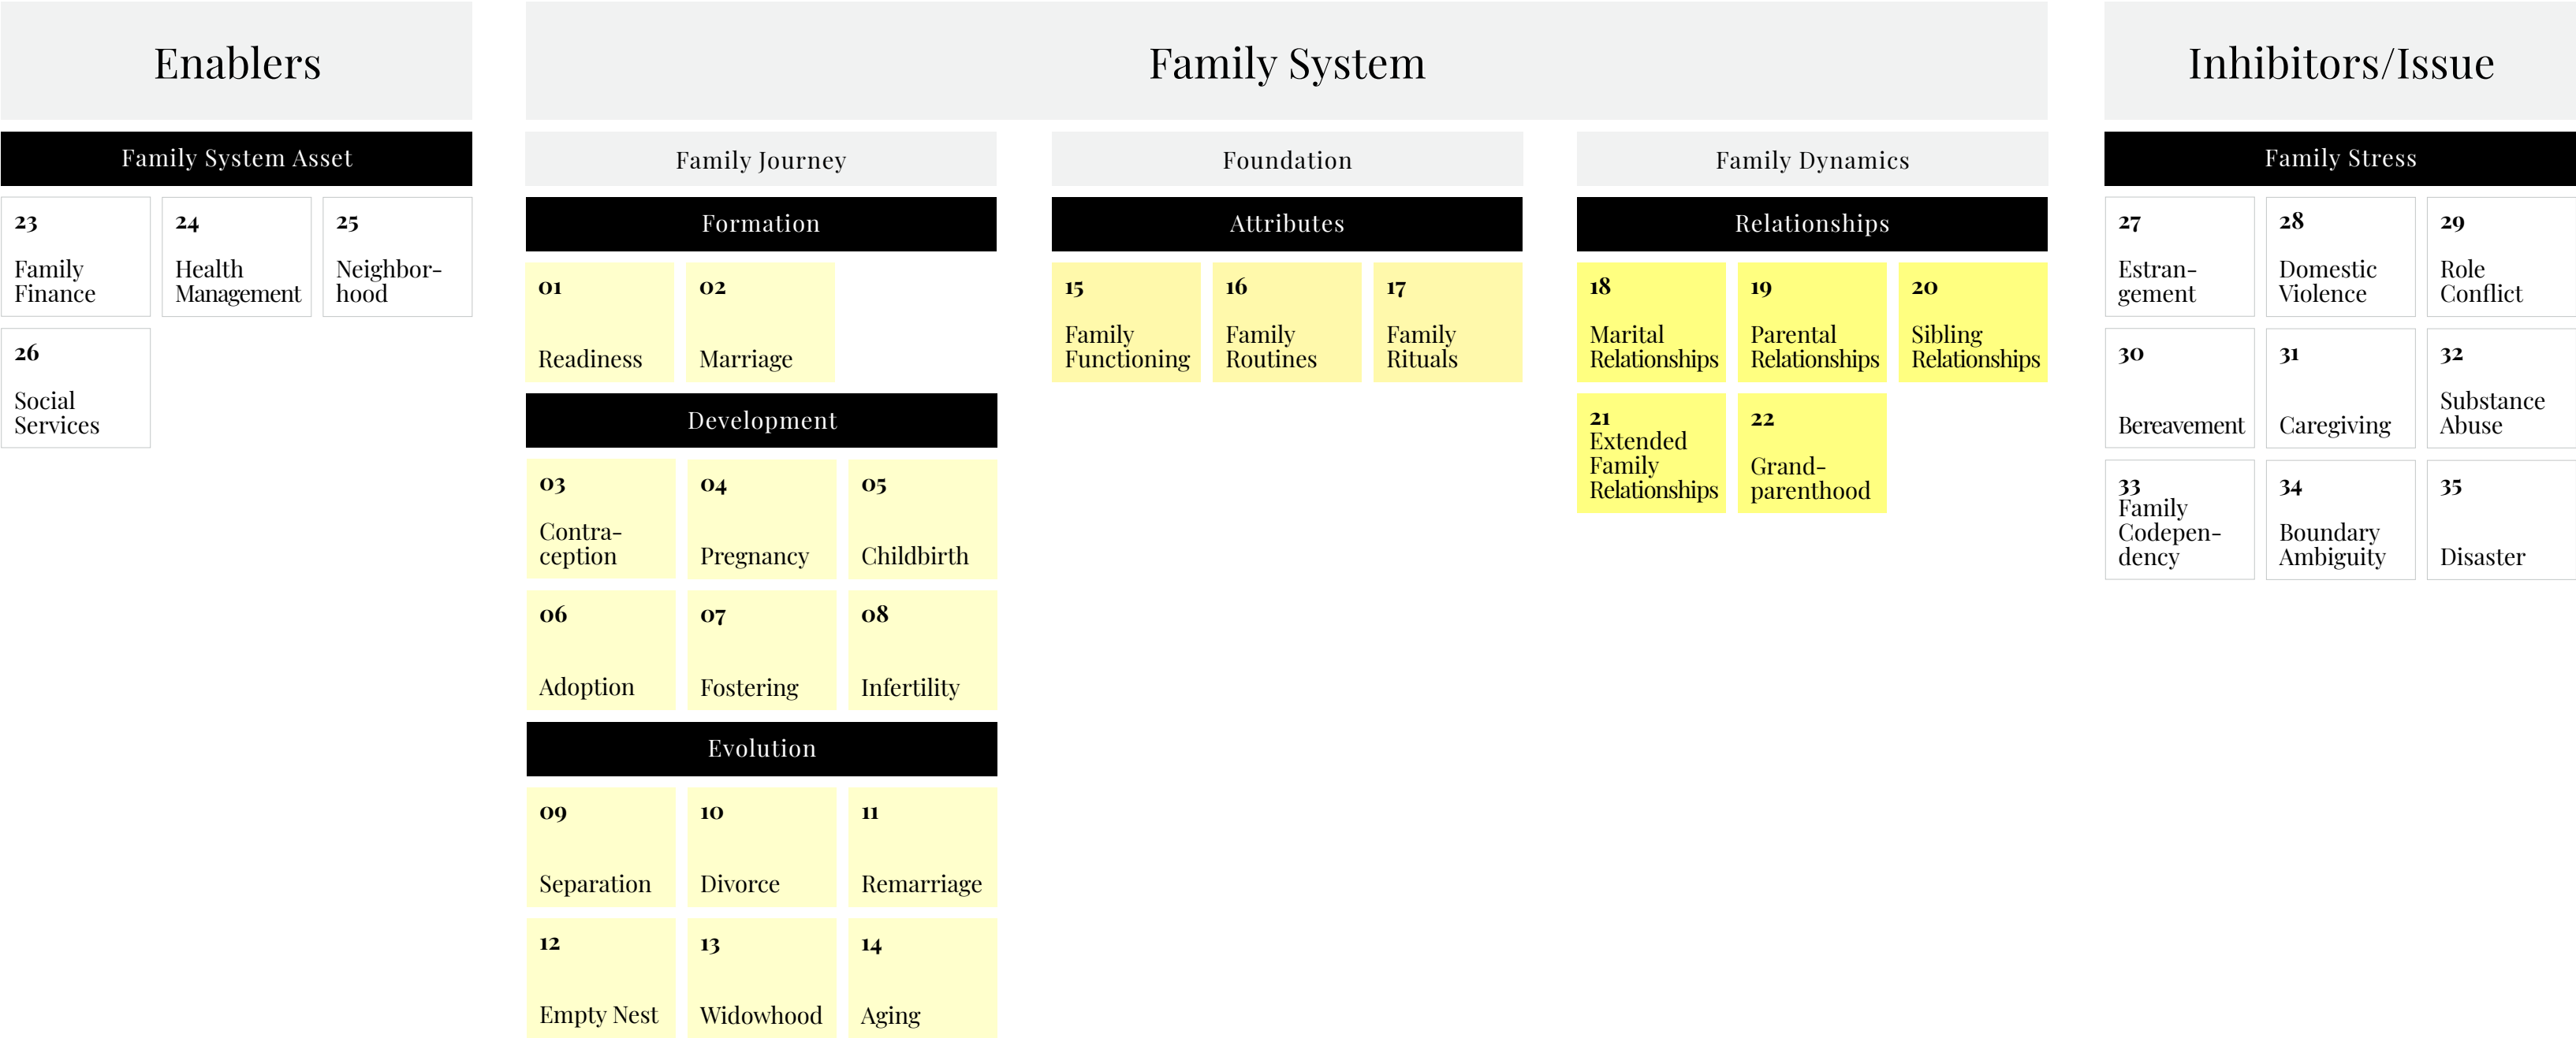 Enablers
Family System Asset
23
Family
Finance
24
Health
Management
25
Neighbor-
hood
26
Social
Services
Family System
Family Journey
Formation
01
Readiness
02
Marriage
Development
03
Contra-
ception
04
Pregnancy
05
Childbirth
06
Adoption
07
Fostering
08
Infertility
Evolution
09
Separation
10
Divorce
11
Remarriage
12
Empty Nest
13
Widowhood
14
Aging
Foundation
Attributes
15
Family
Functioning
16
Family
Routines
17
Family
Rituals
Family Dynamics
Relationships
18
Marital
Relationships
19
Parental
Relationships
20
Sibling
Relationships
21
Extended
Family
Relationships
22
Grand-
parenthood
Inhibitors/Issue
Family Stress
27
Estran-
gement
28
Domestic
Violence
29
Role
Conflict
30
Bereavement
31
Caregiving
32
Substance
Abuse
33
Family
Codepen-
dency
34
Boundary
Ambiguity
35
Disaster